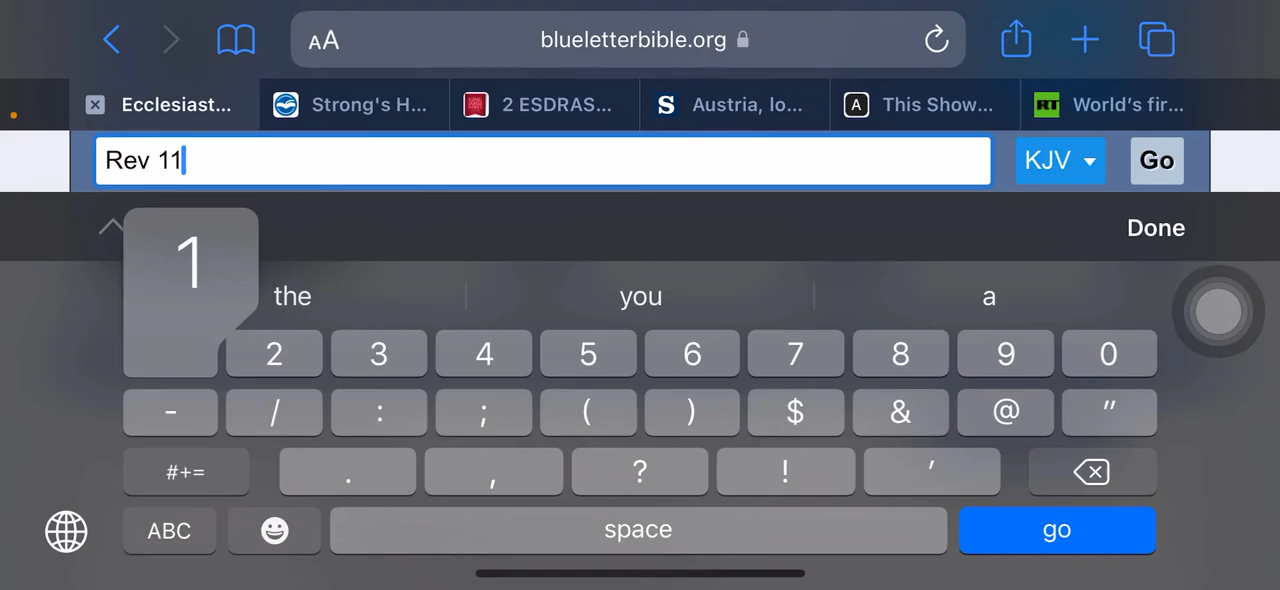 AA blueletterbible.org
Ecclesiast... Strong's H... 2 ESDRAS... S Austria, lo... A This Show... RT World's fir...
Rev 11 KJV Go
Done
1
the you a
2 3 4 5 6 7 8 9 0
- / : ; ( ) $ & @ "
#+= . , ? ! '
ABC space go